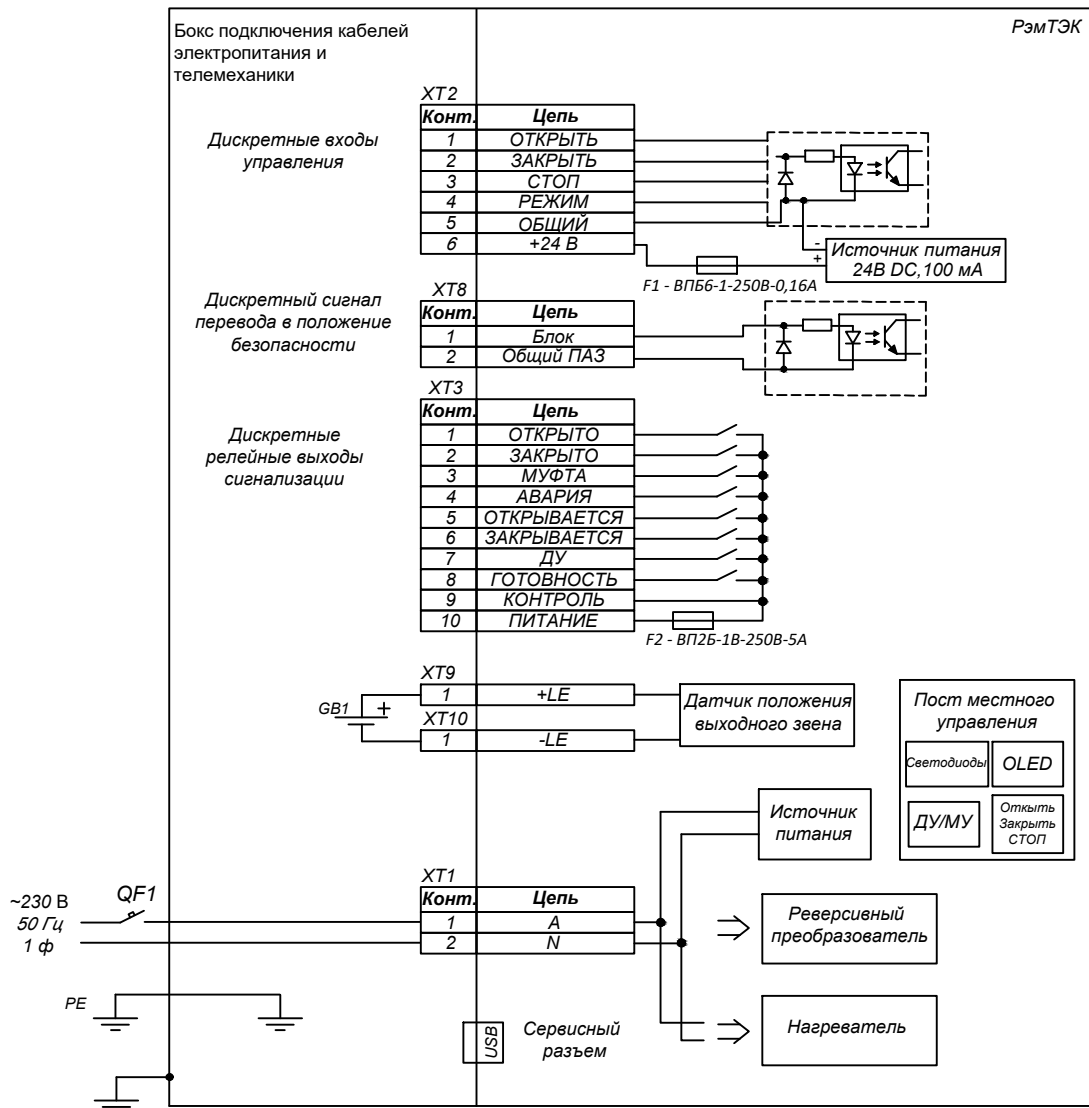 Бокс подключения кабелей
электропитания и
телемеханики
РэмТЭК
XT2
Конт. Цепь
Дискретные входы
управления
1 ОТКРЫТЬ
2 ЗАКРЫТЬ
3 СТОП
4 РЕЖИМ
5 ОБЩИЙ
6 +24 В
-
+
Источник питания
24В DC,100 мА
F1 - ВПБ6-1-250В-0,16А
Дискретный сигнал
перевода в положение
безопасности
XT8
Конт. Цепь
1 Блок
2 Общий ПАЗ
XT3
Конт. Цепь
Дискретные
релейные выходы
сигнализации
1 ОТКРЫТО
2 ЗАКРЫТО
3 МУФТА
4 АВАРИЯ
5 ОТКРЫВАЕТСЯ
6 ЗАКРЫВАЕТСЯ
7 ДУ
8 ГОТОВНОСТЬ
9 КОНТРОЛЬ
10 ПИТАНИЕ
F2 - ВП2Б-1В-250В-5А
XT9
1 +LE
GB1 +
XT10
1 -LE
Датчик положения
выходного звена
Пост местного
управления
Светодиоды
OLED
ДУ/МУ
Откыть
Закрыть
СТОП
Источник
питания
~230 В
50 Гц
1 ф
QF1
XT1
Конт. Цепь
1 A
2 N
Реверсивный
преобразователь
PE
USB
Сервисный
разъем
Нагреватель